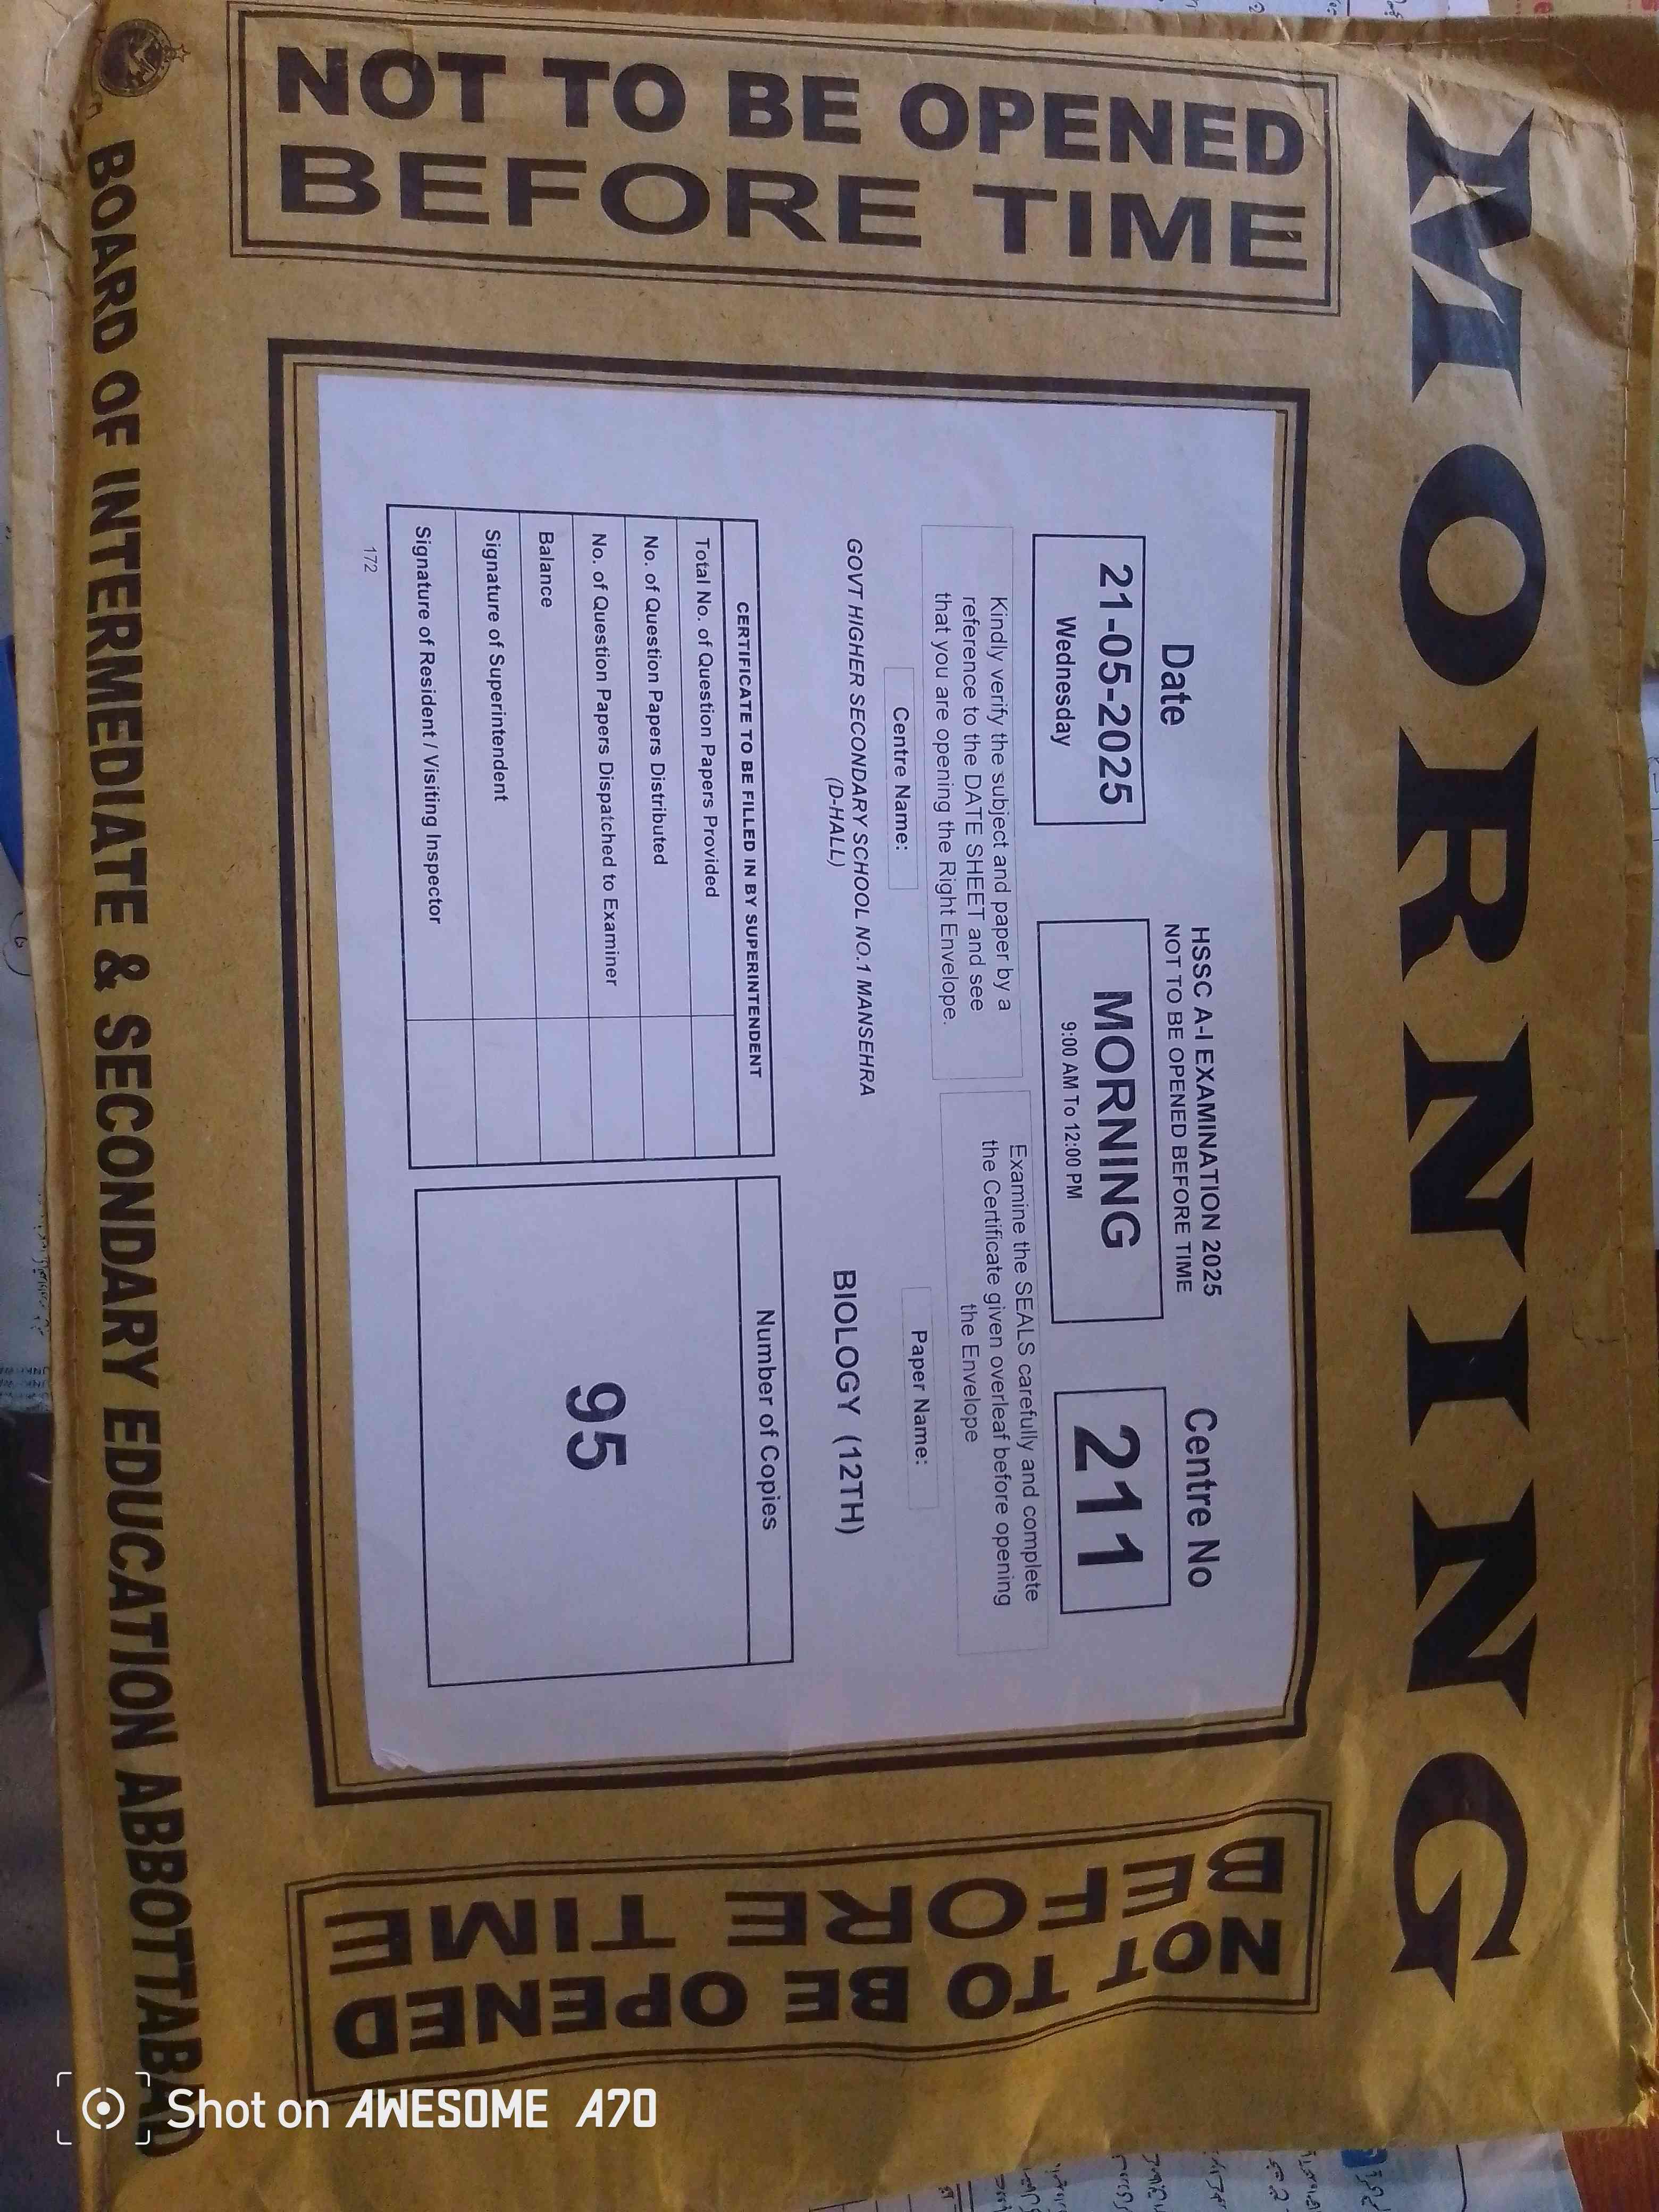 MORNING
NOT TO BE OPENED
BEFORE TIME
Date
21-05-2025
Wednesday
HSSC A-I EXAMINATION 2025
NOT TO BE OPENED BEFORE TIME
MORNING
9:00 AM To 12:00 PM
Centre No
211
Kindly verify the subject and paper by a
reference to the DATE SHEET and see
that you are opening the Right Envelope.
Examine the SEALS carefully and complete
the Certificate given overleaf before opening
the Envelope
Centre Name:
GOVT HIGHER SECONDARY SCHOOL NO.1 MANSEHRA
(D-HALL)
Paper Name:
BIOLOGY (12TH)
CERTIFICATE TO BE FILLED IN BY SUPERINTENDENT
Total No. of Question Papers Provided
No. of Question Papers Distributed
No. of Question Papers Dispatched to Examiner
Balance
Signature of Superintendent
Signature of Resident / Visiting Inspector
Number of Copies
95
172
NOT TO BE OPENED
BEFORE TIME
BOARD OF INTERMEDIATE & SECONDARY EDUCATION ABBOTTABAD
Shot on AWESOME A70